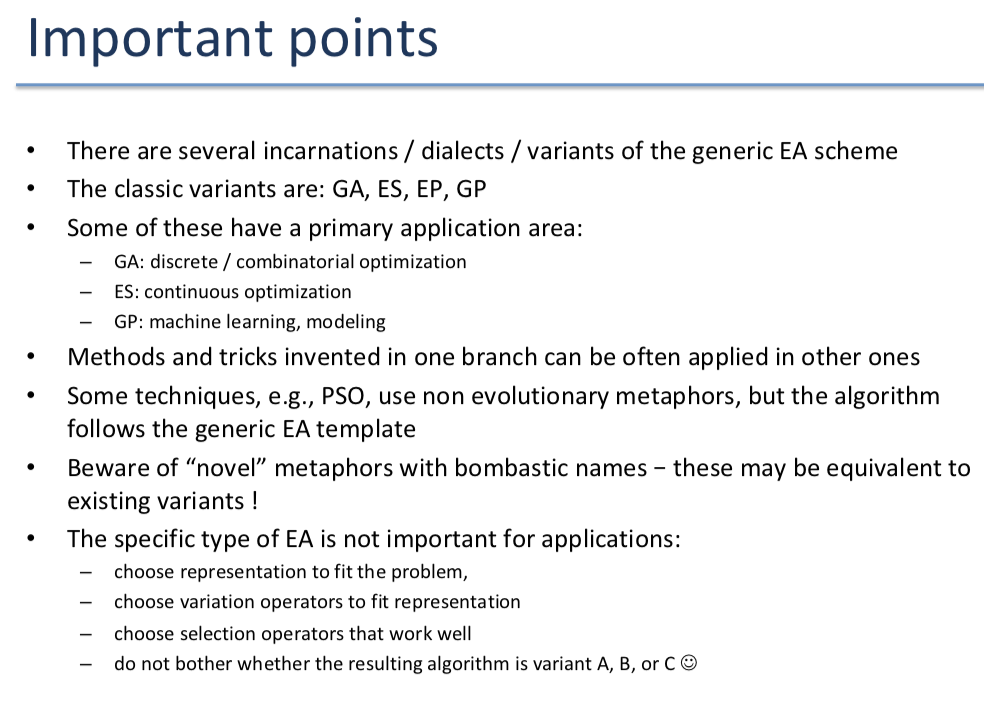 Important points
• There are several incarnations / dialects / variants of the generic EA scheme
• The classic variants are: GA, ES, EP, GP
• Some of these have a primary application area:
– GA: discrete / combinatorial optimization
– ES: continuous optimization
– GP: machine learning, modeling
• Methods and tricks invented in one branch can be often applied in other ones
• Some techniques, e.g., PSO, use non evolutionary metaphors, but the algorithm
follows the generic EA template
• Beware of “novel” metaphors with bombastic names – these may be equivalent to
existing variants !
• The specific type of EA is not important for applications:
– choose representation to fit the problem,
– choose variation operators to fit representation
– choose selection operators that work well
– do not bother whether the resulting algorithm is variant A, B, or C ☺